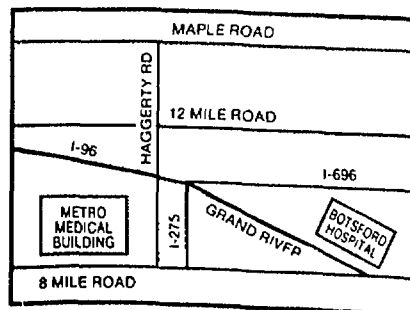 MAPLE ROAD
HAGGERTY RD
12 MILE ROAD
I-96
I-696
METRO
MEDICAL
BUILDING
I-275
GRAND RIVER
BOTSFORD
HOSPITAL
8 MILE ROAD